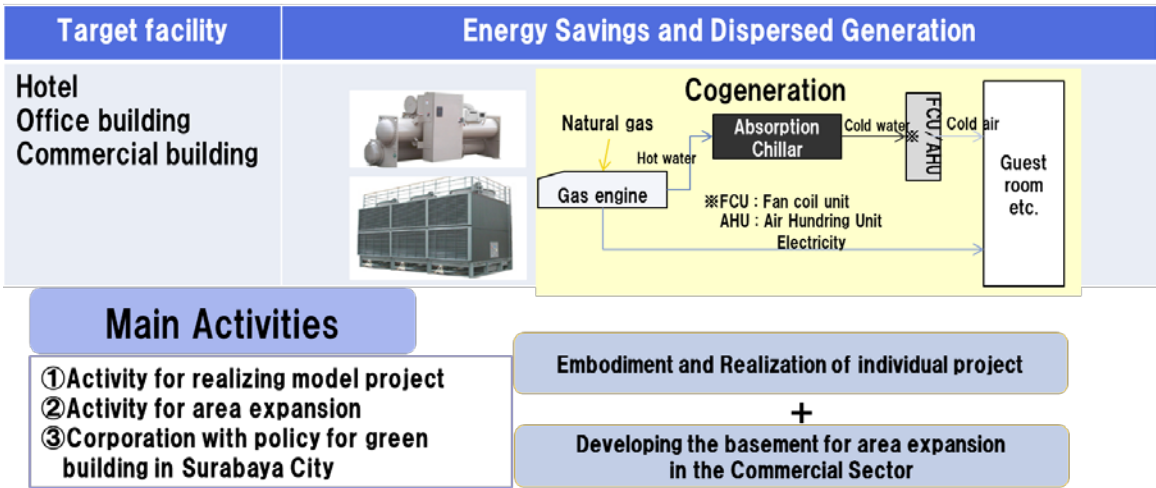 Target facility
Energy Savings and Dispersed Generation
Hotel
Office building
Commercial building
Cogeneration
Natural gas
Hot water
Gas engine
Absorption
Chillar
Cold water
※
FCU/AHU
Cold air
Guest
room
etc.
※FCU : Fan coil unit
AHU : Air Hundring Unit
Electricity
Main Activities
①Activity for realizing model project
②Activity for area expansion
③Corporation with policy for green
building in Surabaya City
Embodiment and Realization of individual project
+
Developing the basement for area expansion
in the Commercial Sector